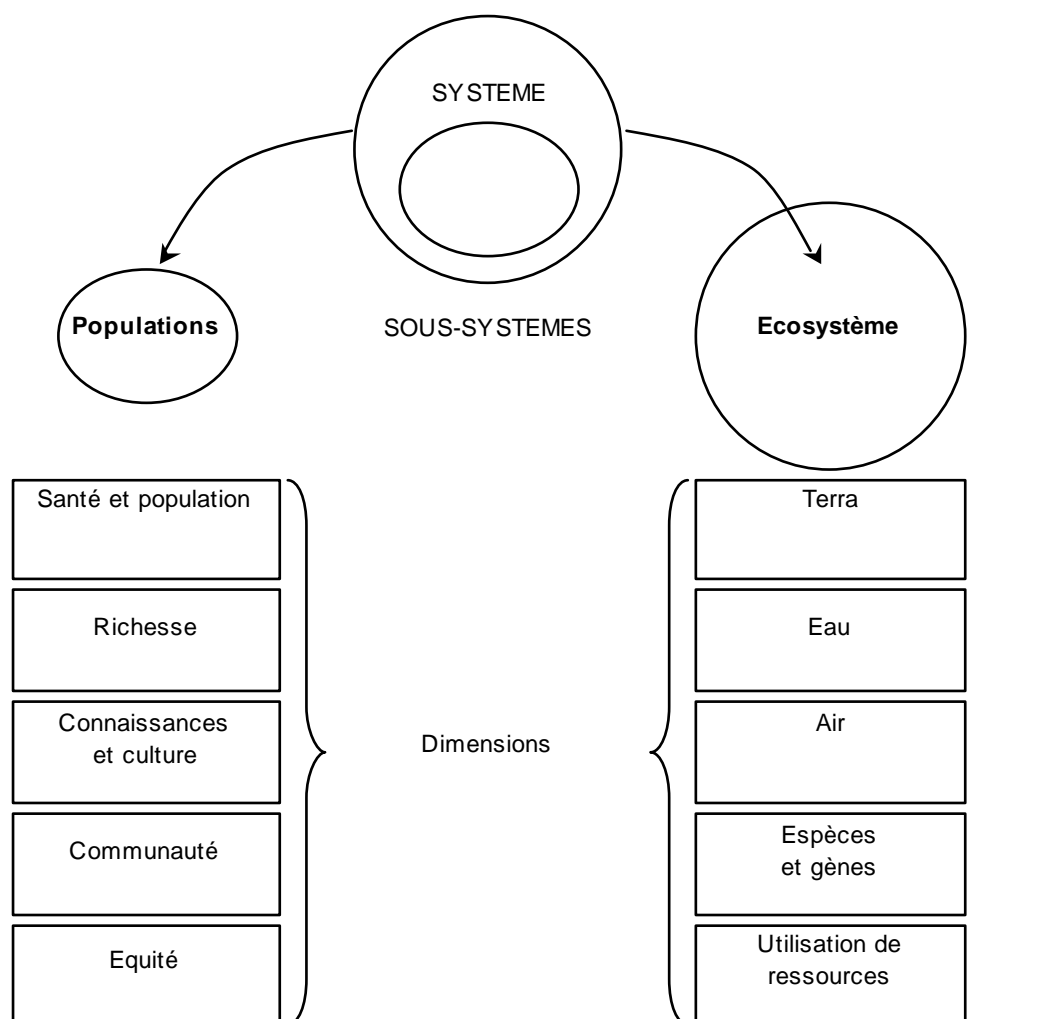 SYSTEME
Populations
SOUS-SYSTEMES
Ecosystème
Santé et population
Richesse
Connaissances
et culture
Communauté
Equité
Dimensions
Terra
Eau
Air
Espèces
et gènes
Utilisation de
ressources